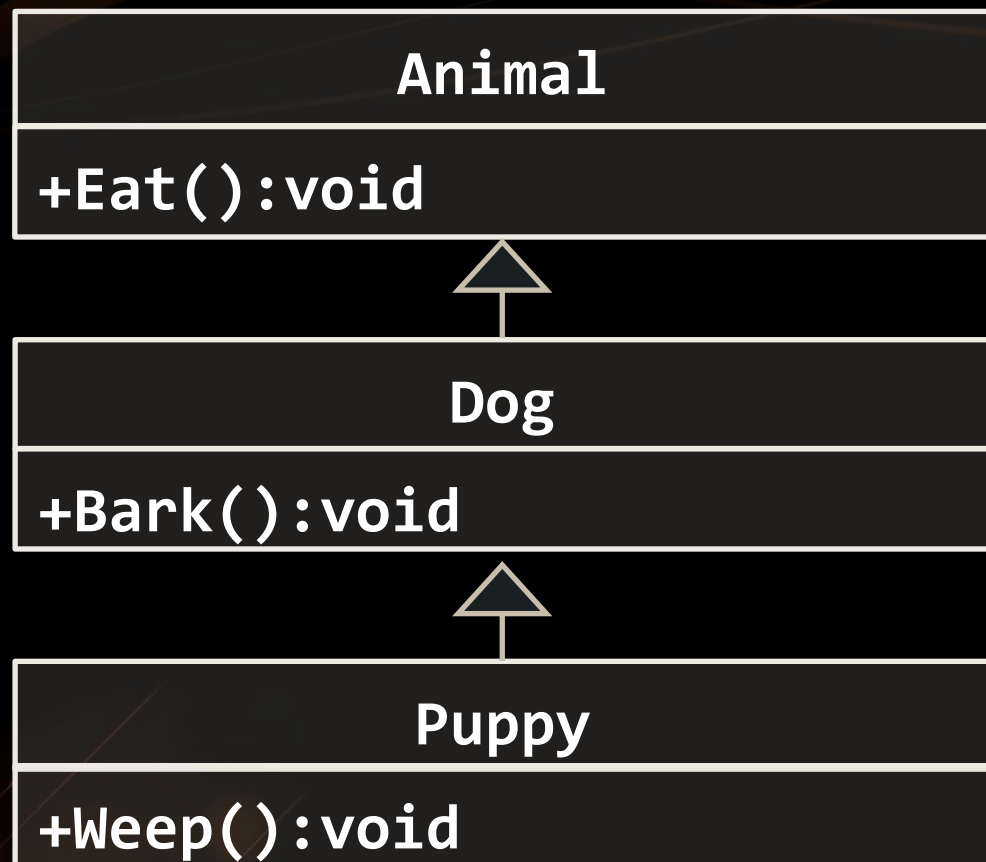 Animal
+Eat():void
Dog
+Bark():void
Puppy
+Weep():void